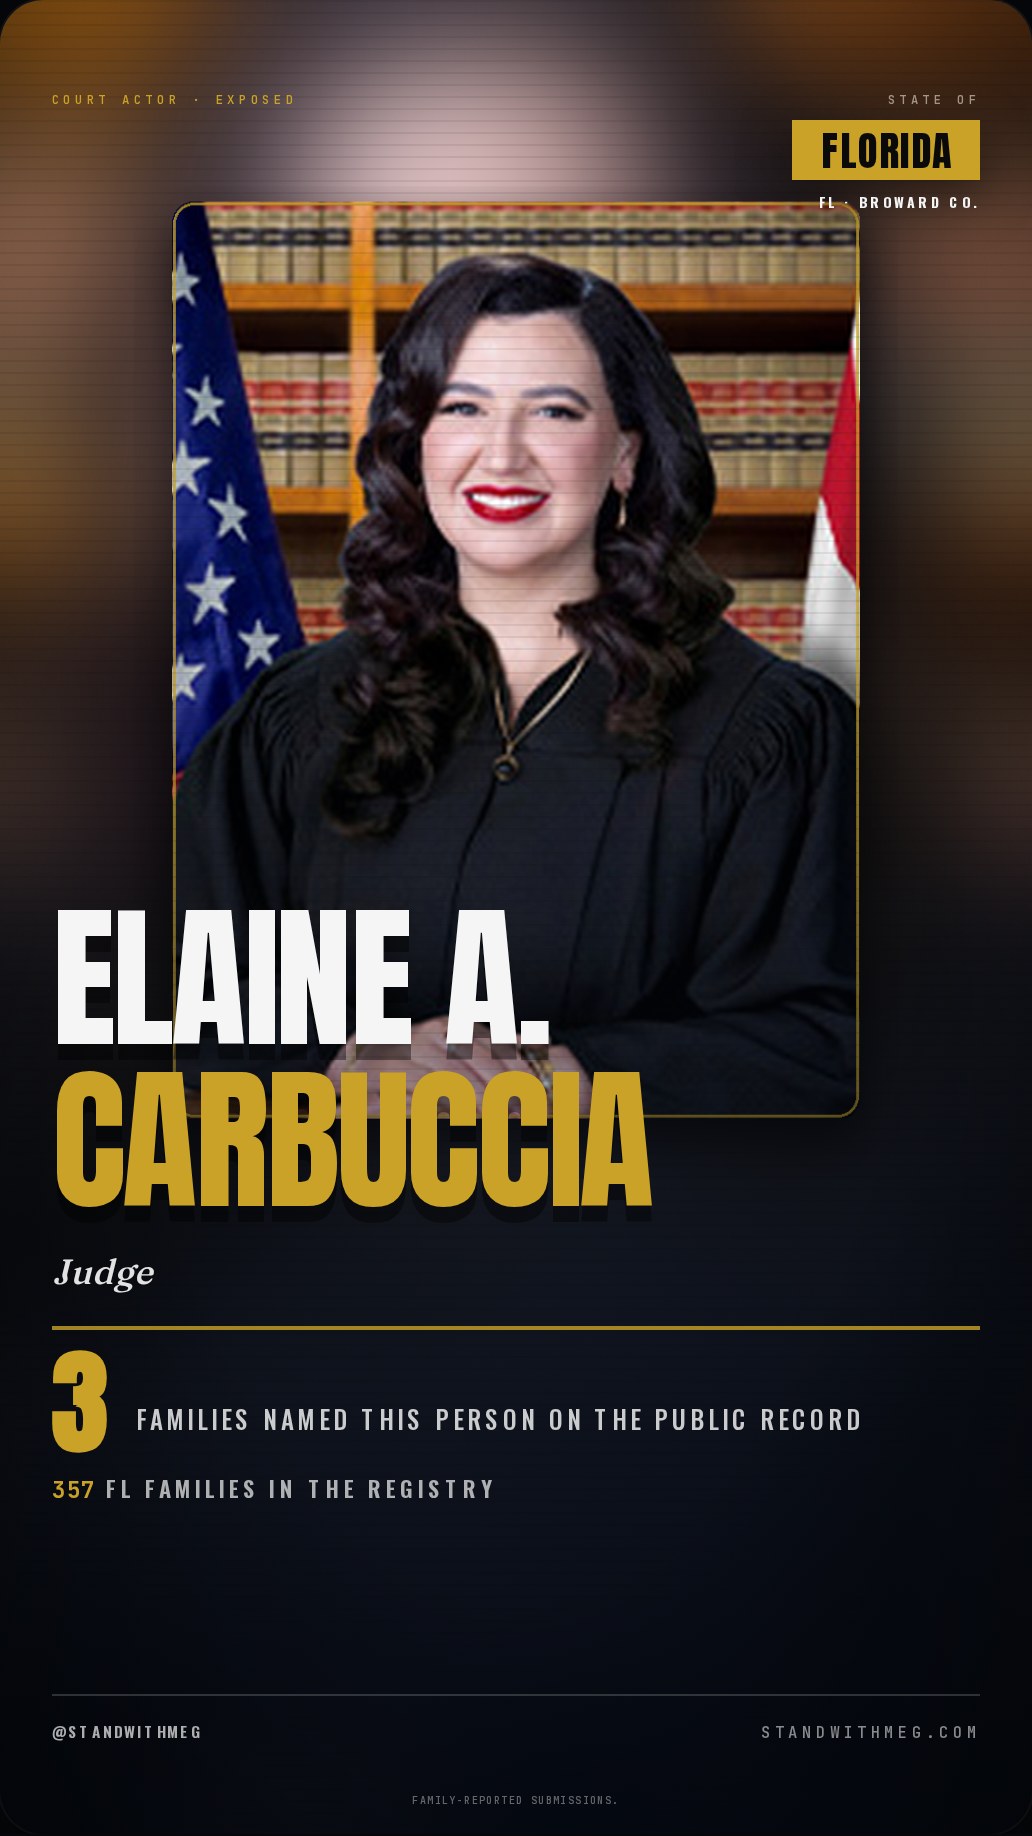 COURT ACTOR · EXPOSED
STATE OF
FLORIDA
FL · BROWARD CO.
ELAINE A.
CARBUCCIA
Judge
3 FAMILIES NAMED THIS PERSON ON THE PUBLIC RECORD
357 FL FAMILIES IN THE REGISTRY
@STANDWITHMEG
STANDWITHMEG.COM
FAMILY-REPORTED SUBMISSIONS.